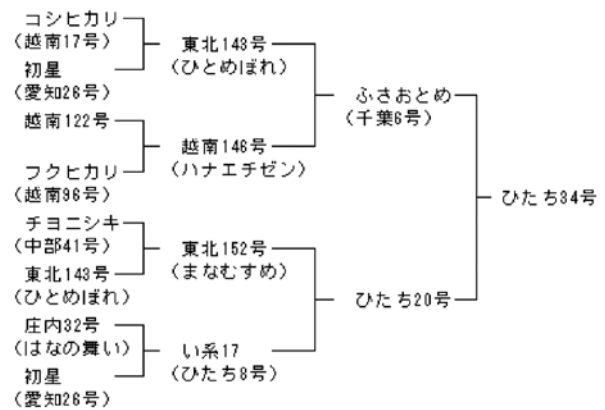 コシヒカリ
（越南17号）
初星
（愛知26号）
越南122号
フクヒカリ
（越南96号）
チヨニシキ
（中部41号）
東北143号
（ひとめぼれ）
庄内32号
（はなの舞い）
初星
（愛知26号）
東北143号
（ひとめぼれ）
越南146号
（ハナエチゼン）
東北152号
（まなむすめ）
い系17
（ひたち8号）
ふさおとめ
（千葉6号）
ひたち20号
ひたち34号